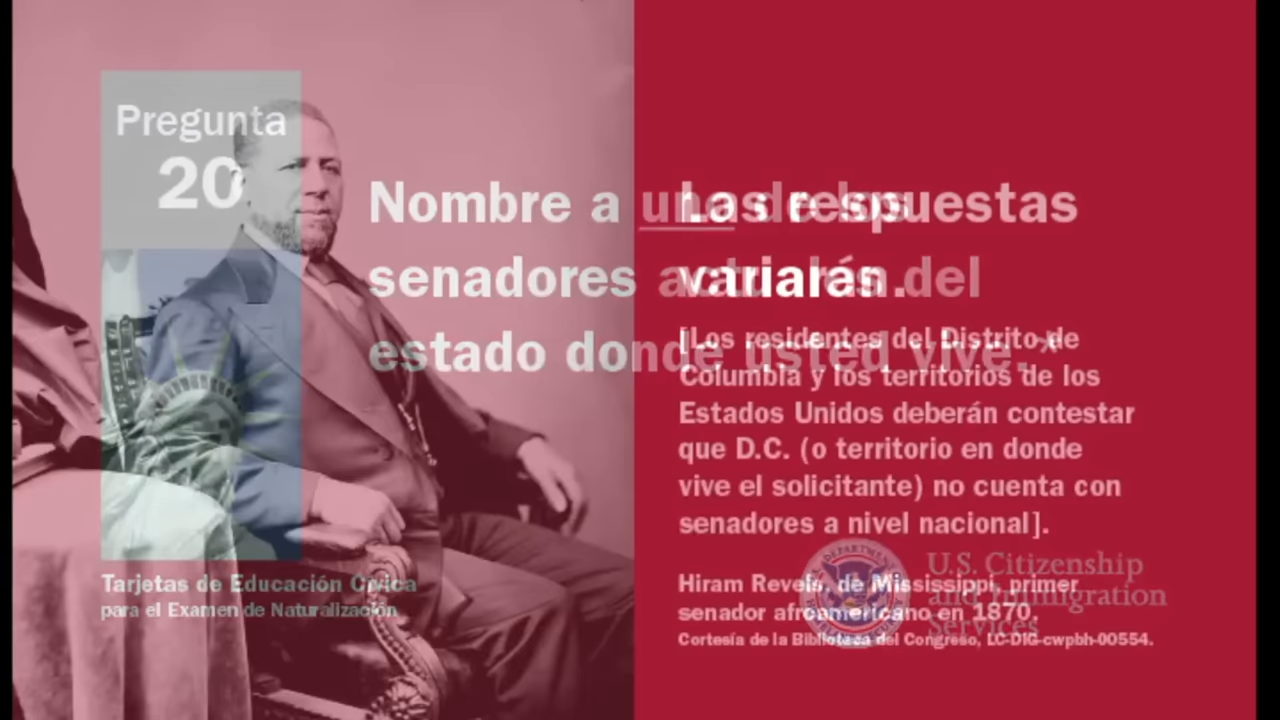 Pregunta
20
Nombre a uno de los
senadores actuales del
estado donde usted vive.*
Las respuestas
variarán.
[Los residentes del Distrito de
Columbia y los territorios de los
Estados Unidos deberán contestar
que D.C. (o territorio en donde
vive el solicitante) no cuenta con
senadores a nivel nacional].
Tarjetas de Educación Cívica
para el Examen de Naturalización
Hiram Revels, de Mississippi, primer
senador afroamericano en 1870.
Cortesía de la Biblioteca del Congreso, LC-DIG-cwpbh-00554.
U.S. Citizenship
and Immigration
Services